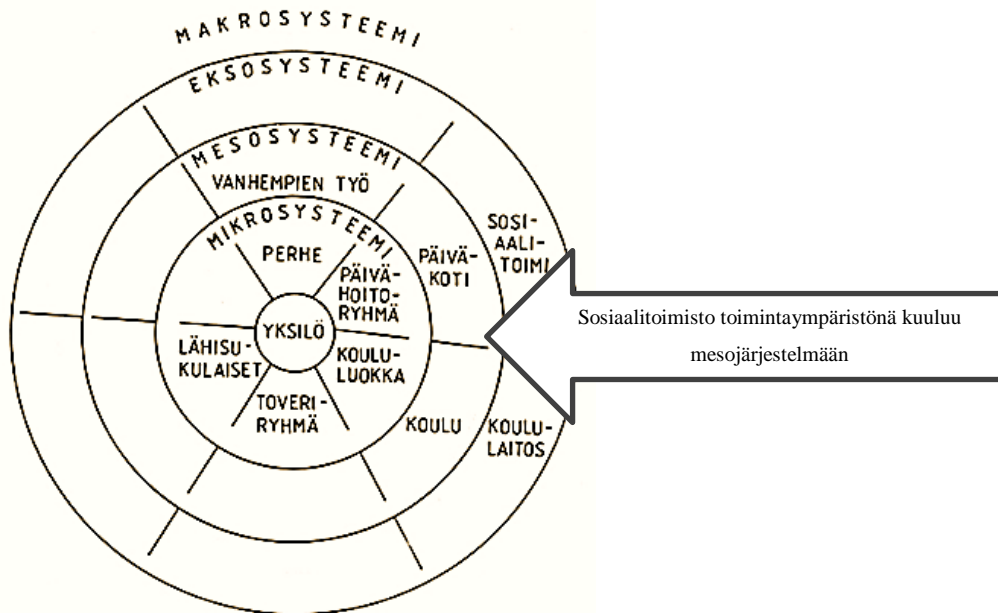 MAKROSYSTEEMI
EKSOSYSTEEMI
MESOSYSTEEMI
VANHEMPIEN TYÖ
MIKROSYSTEEMI
PERHE
PÄIVÄ-
HOITO-
RYHMÄ
PÄIVÄ-
KOTI
SOSI-
AALI-
TOIMI
YKSILÖ
LÄHISU-
KULAISET
KOULU-
LUOKKA
TOVERI-
RYHMÄ
KOULU
KOULU-
LAITOS
Sosiaalitoimisto toimintaympäristönä kuuluu
mesojärjestelmään